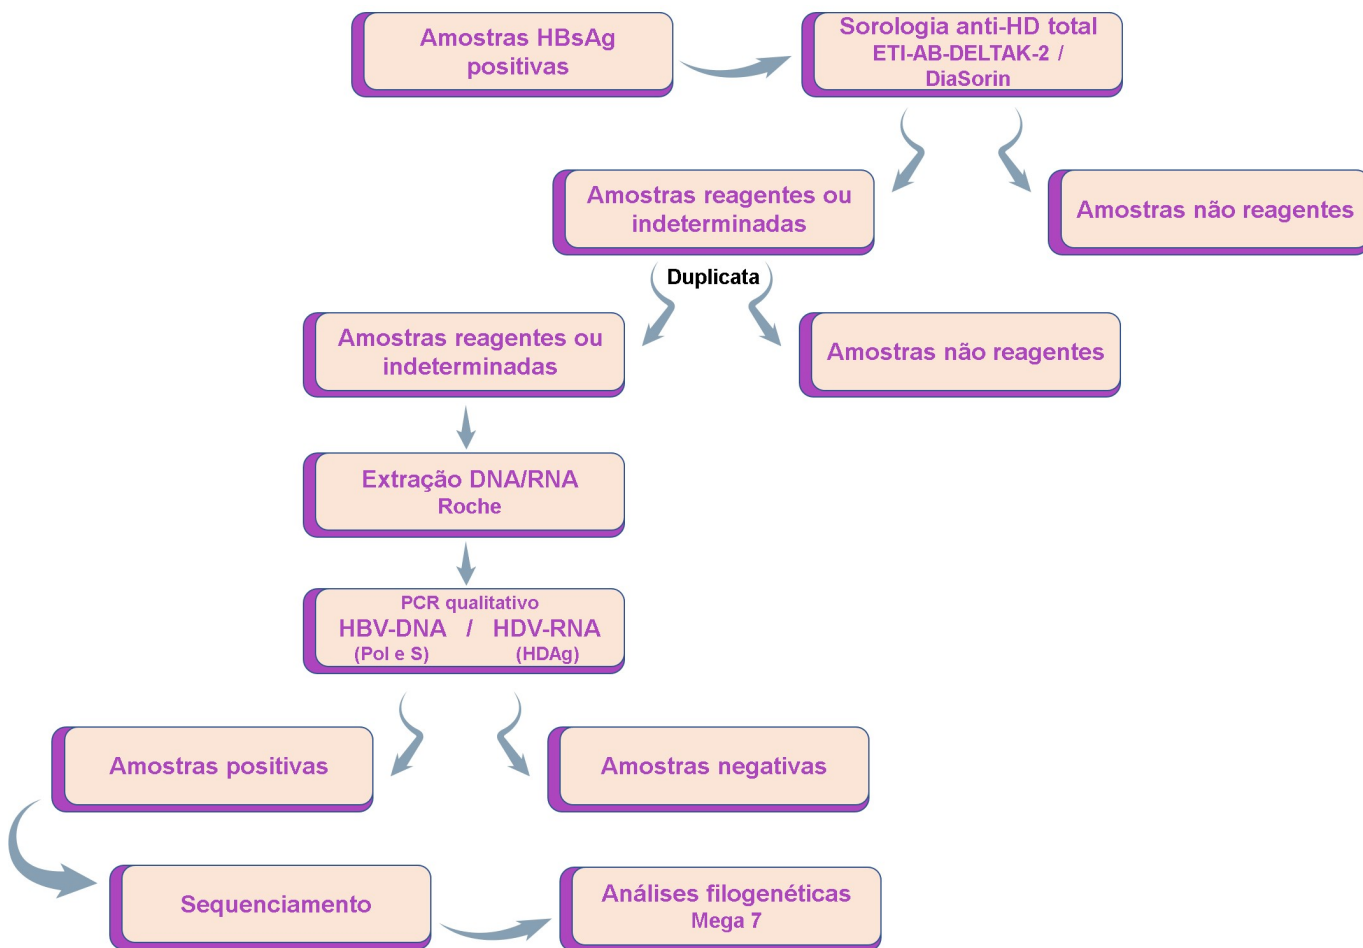 Amostras HBsAg
positivas
Sorologia anti-HD total
ETI-AB-DELTAK-2 /
DiaSorin
Amostras reagentes ou
indeterminadas
Amostras não reagentes
Duplicata
Amostras reagentes ou
indeterminadas
Amostras não reagentes
Extração DNA/RNA
Roche
PCR qualitativo
HBV-DNA / HDV-RNA
(Pol e S) (HDAg)
Amostras positivas
Amostras negativas
Sequenciamento
Análises filogenéticas
Mega 7